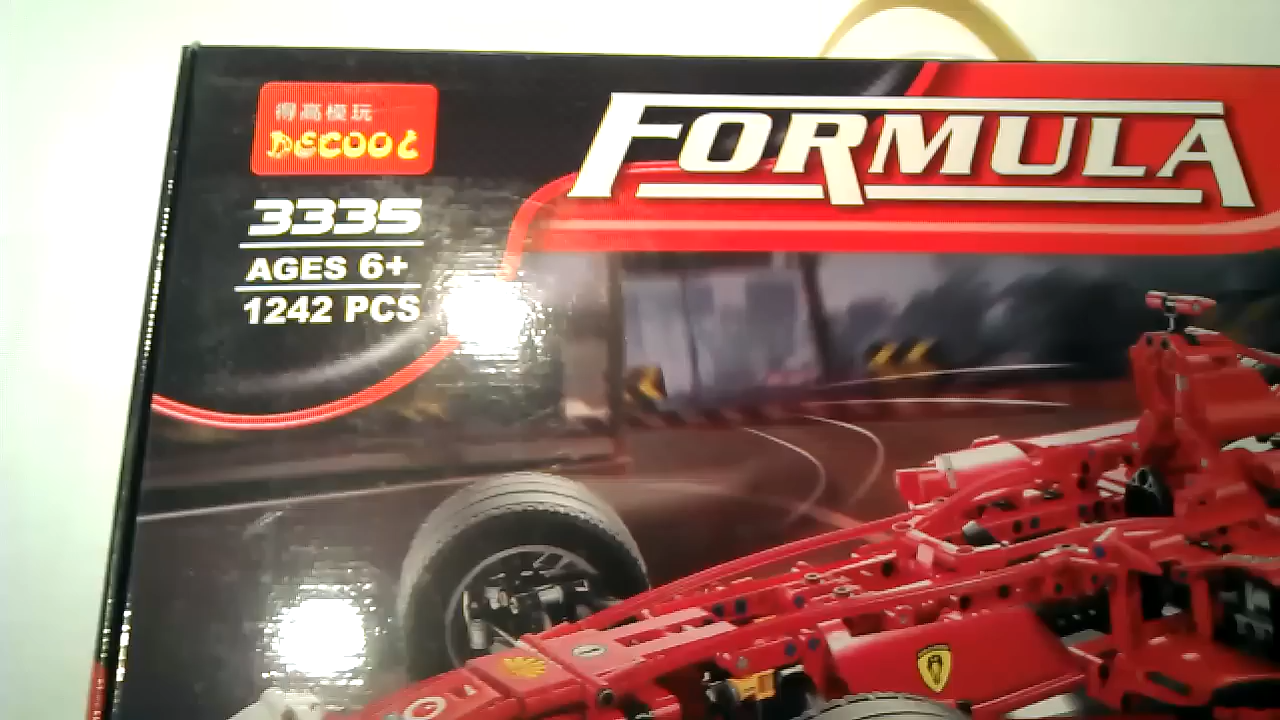 得高模玩
DECOOL
3335
AGES 6+
1242 PCS
FORMULA